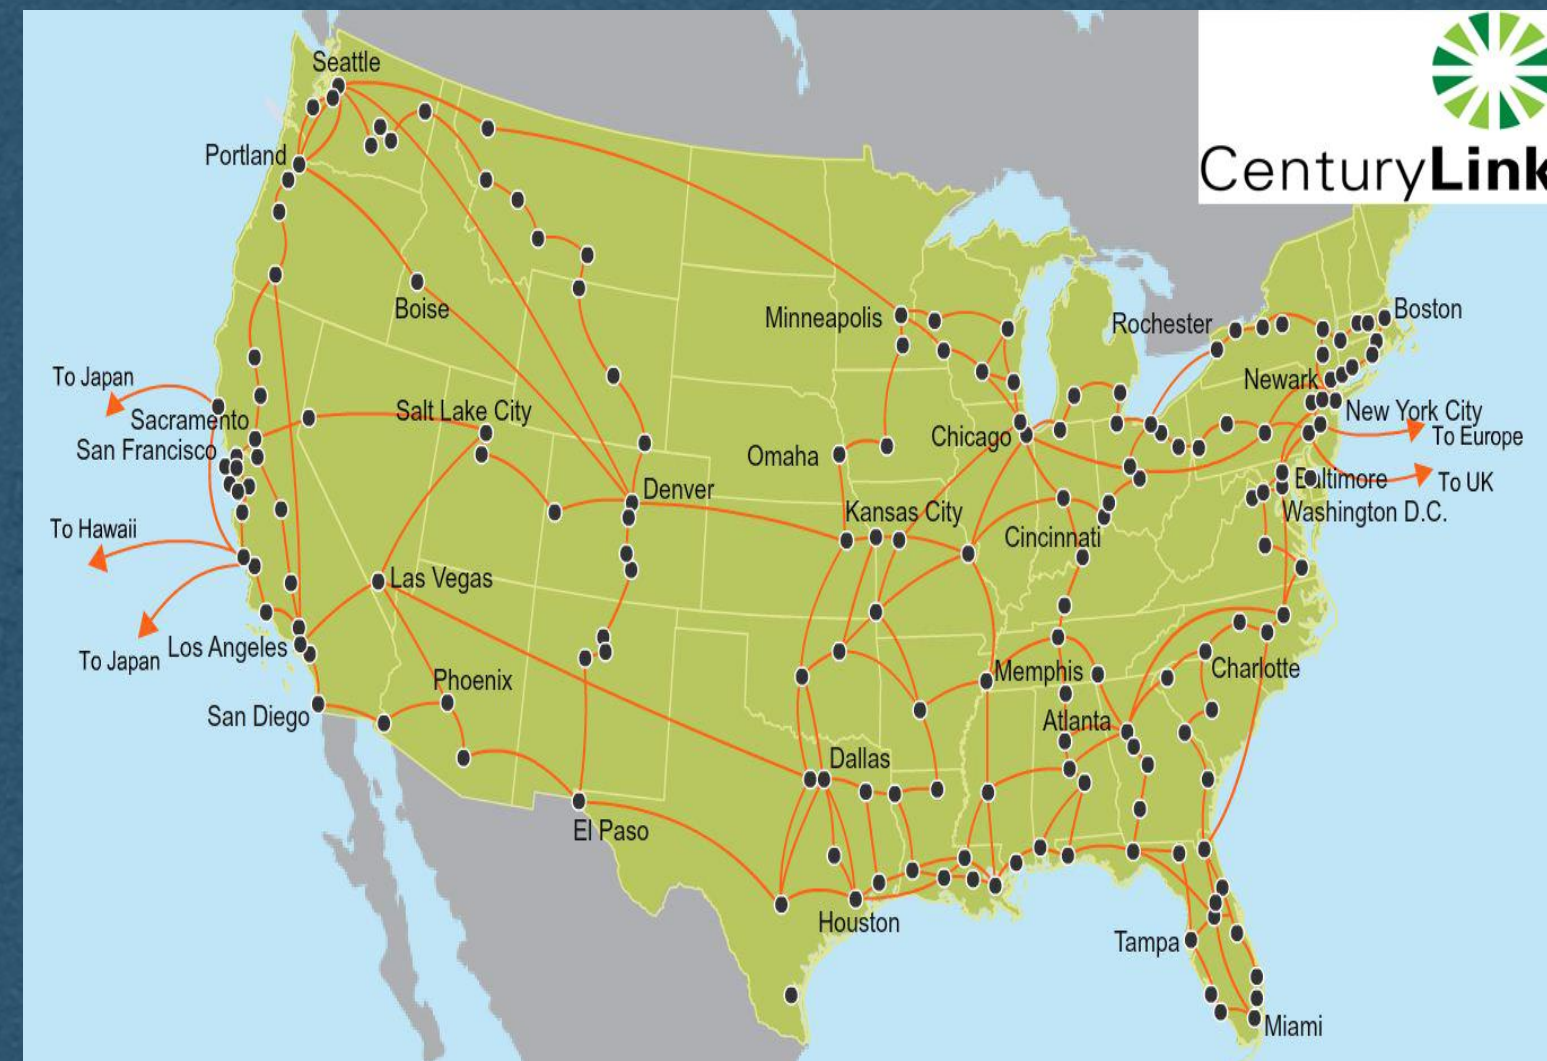 Seattle
CenturyLink
Portland
Boise
Minneapolis
Rochester
Boston
To Japan
Newark
Sacramento
Salt Lake City
New York City
San Francisco
Chicago
To Europe
Omaha
Denver
Baltimore
To UK
Kansas City
Washington D.C.
To Hawaii
Cincinnati
Las Vegas
To Japan
Los Angeles
Memphis
Charlotte
Phoenix
San Diego
Atlanta
Dallas
El Paso
Houston
Tampa
Miami